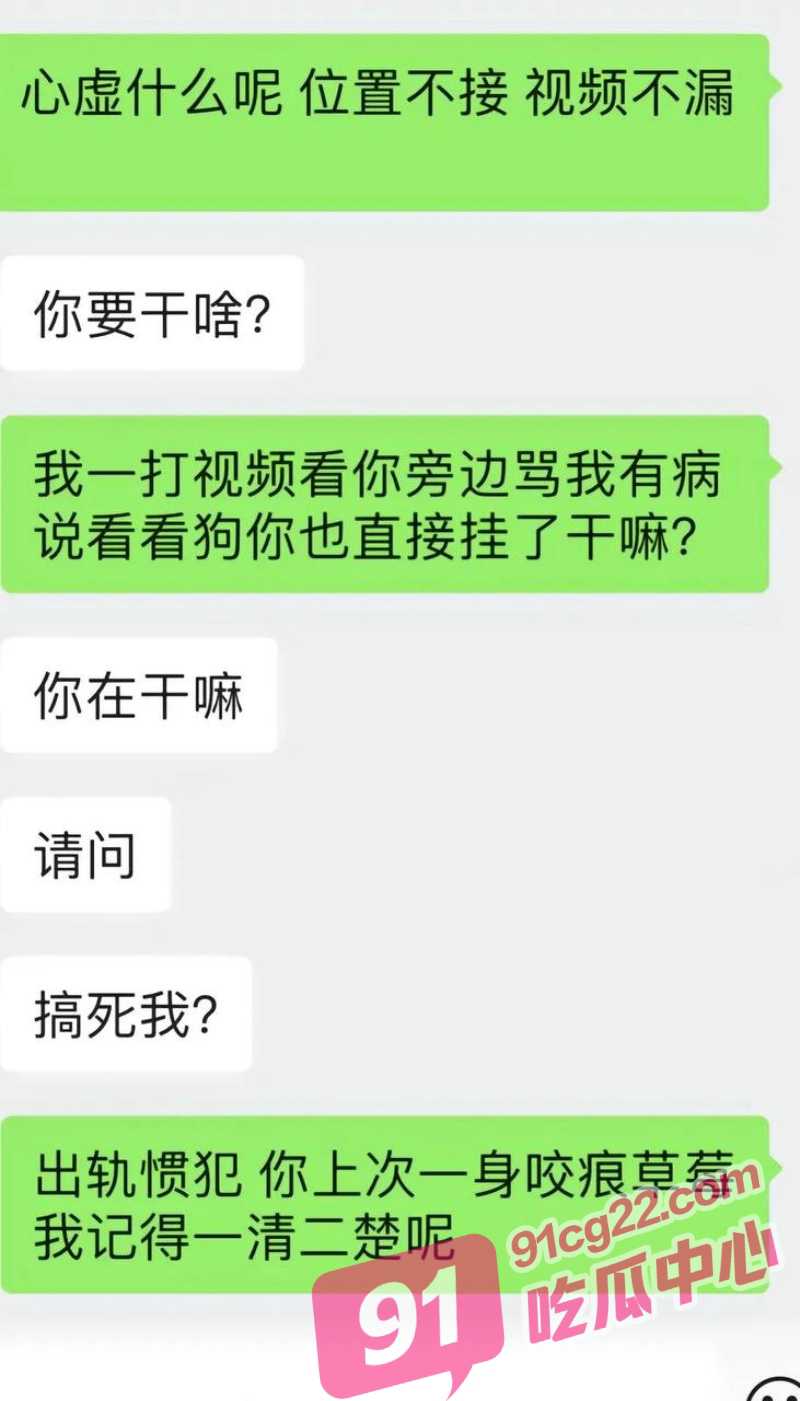 心虚什么呢 位置不接 视频不漏
你要干啥?
我一打视频看你旁边骂我有病
说看看狗你也直接挂了干嘛?
你在干嘛
请问
搞死我?
出轨惯犯 你上次一身咬痕草莓
我记得一清二楚呢
91cg22.com
91
吃瓜中心